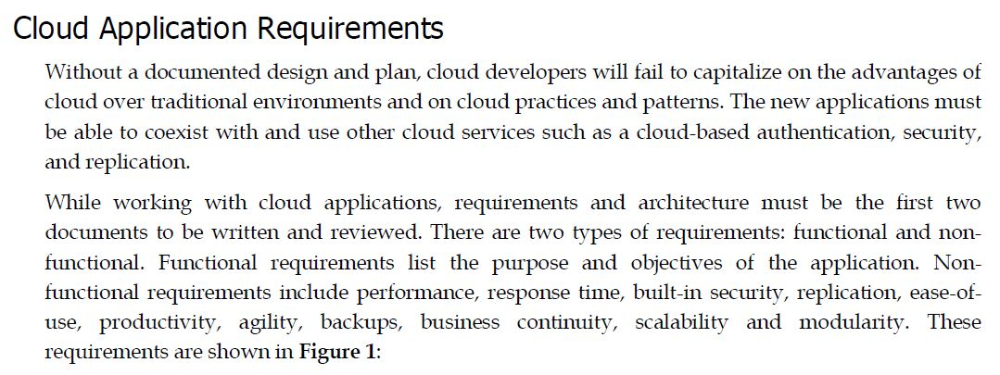 Cloud Application Requirements
Without a documented design and plan, cloud developers will fail to capitalize on the advantages of
cloud over traditional environments and on cloud practices and patterns. The new applications must
be able to coexist with and use other cloud services such as a cloud-based authentication, security,
and replication.
While working with cloud applications, requirements and architecture must be the first two
documents to be written and reviewed. There are two types of requirements: functional and non-
functional. Functional requirements list the purpose and objectives of the application. Non-
functional requirements include performance, response time, built-in security, replication, ease-of-
use, productivity, agility, backups, business continuity, scalability and modularity. These
requirements are shown in Figure 1: